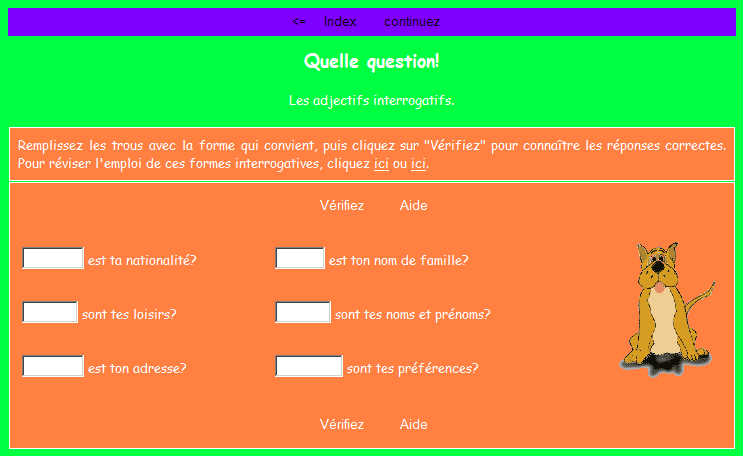 <= Index continuez
Quelle question!
Les adjectifs interrogatifs.
Remplissez les trous avec la forme qui convient, puis cliquez sur "Vérifiez" pour connaître les réponses correctes.
Pour réviser l'emploi de ces formes interrogatives, cliquez ici ou ici.
Vérifiez Aide
est ta nationalité? est ton nom de famille?
sont tes loisirs? sont tes noms et prénoms?
est ton adresse? sont tes préférences?
Vérifiez Aide